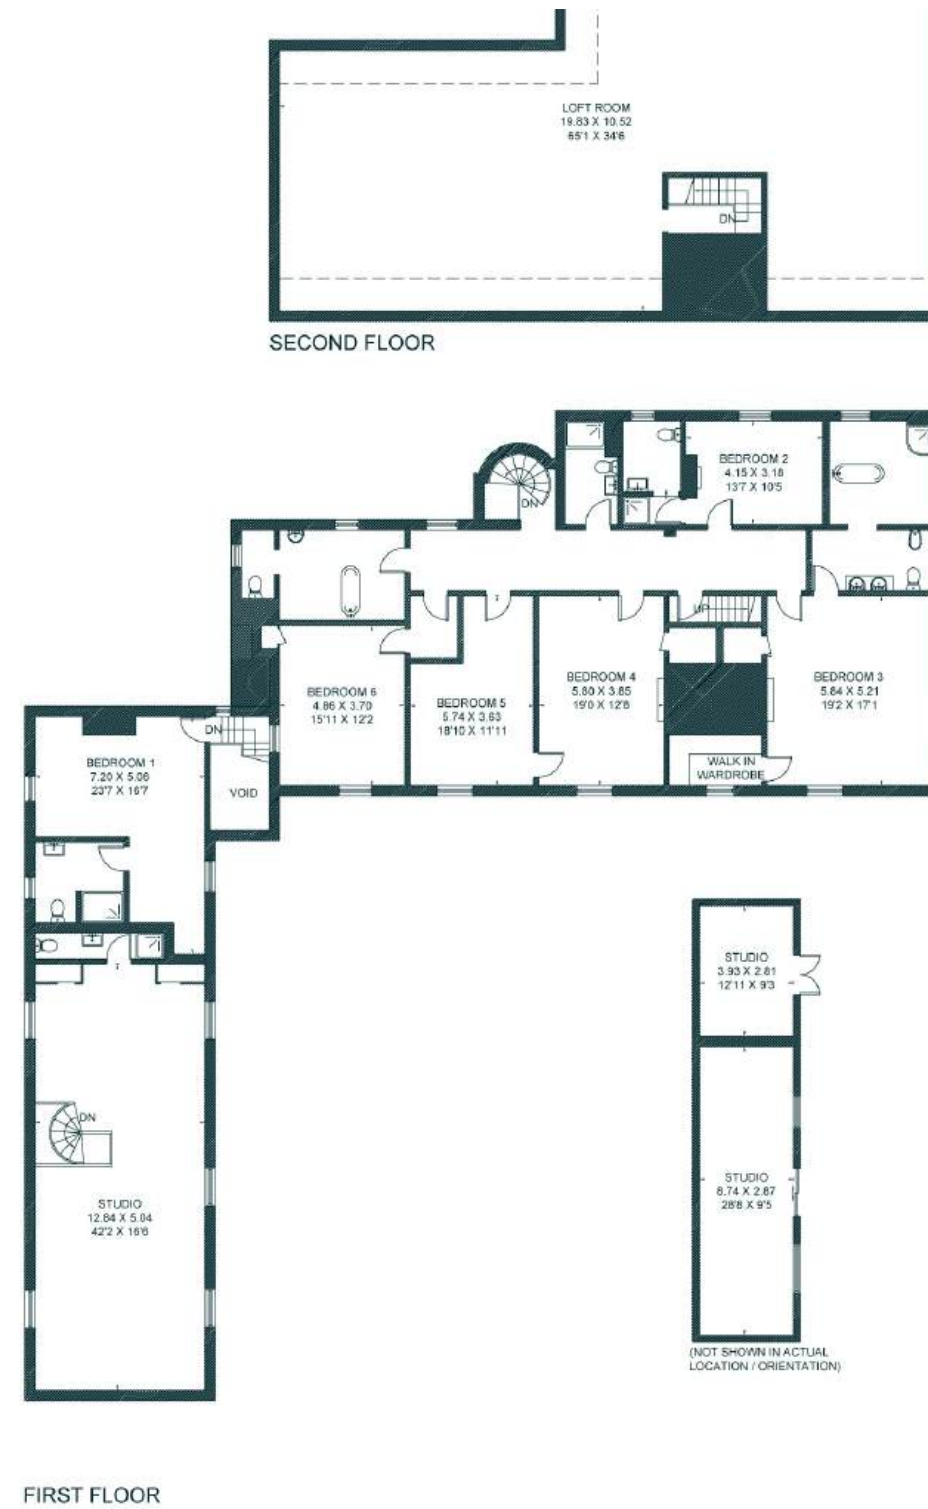 LOFT ROOM
19.83 X 10.52
65'1 X 34'6
DN
SECOND FLOOR
BEDROOM 2
4.15 X 3.18
13'7 X 10'5
DN
UP
BEDROOM 6
4.86 X 3.70
15'11 X 12'2
BEDROOM 5
5.74 X 3.63
18'10 X 11'11
BEDROOM 4
5.80 X 3.85
19'0 X 12'8
BEDROOM 3
5.84 X 5.21
19'2 X 17'1
WALK IN
WARDROBE
DN
BEDROOM 1
7.20 X 5.06
23'7 X 16'7
VOID
STUDIO
3.93 X 2.81
12'11 X 9'3
DN
STUDIO
12.84 X 5.04
42'2 X 16'6
STUDIO
8.74 X 2.87
28'8 X 9'5
(NOT SHOWN IN ACTUAL
LOCATION / ORIENTATION)
FIRST FLOOR